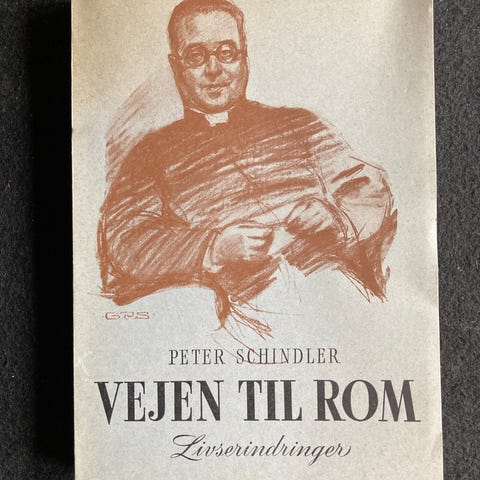 G.P.S.
PETER SCHINDLER
VEJEN TIL ROM
Livserindringer